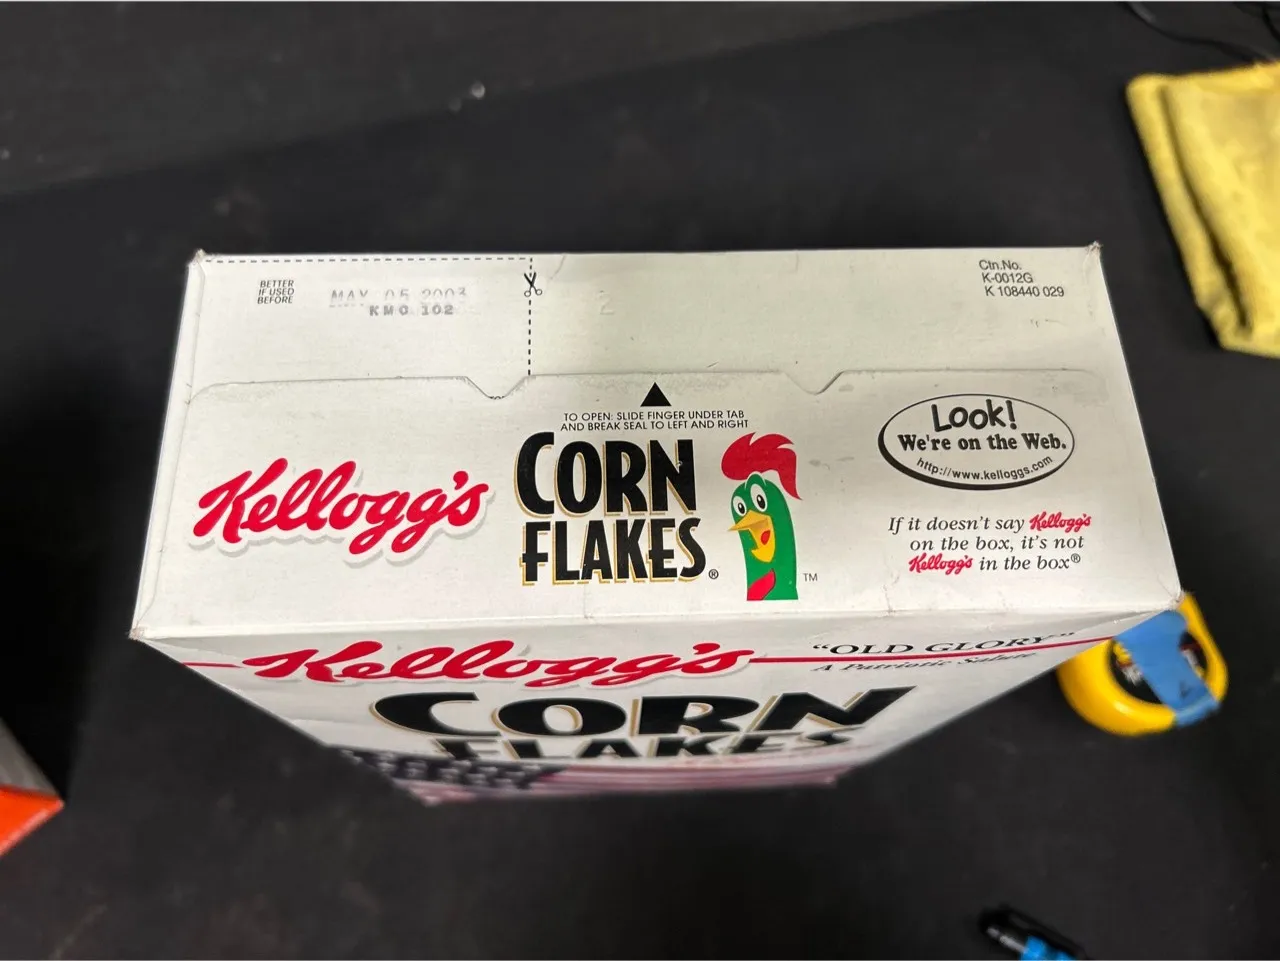 BETTER
IF USED
BEFORE
MAY 05 2003
KMC 102
Ctn.No.
K-0012G
K 108440 029
TO OPEN: SLIDE FINGER UNDER TAB
AND BREAK SEAL TO LEFT AND RIGHT
Kellogg's
CORN
FLAKES®
TM
Look!
We're on the Web.
http://www.kelloggs.com
If it doesn't say Kellogg's
on the box, it's not
Kellogg's in the box®
Kellogg's
"OLD GLORY"
A Patriotic Salute
CORN
FLAKES